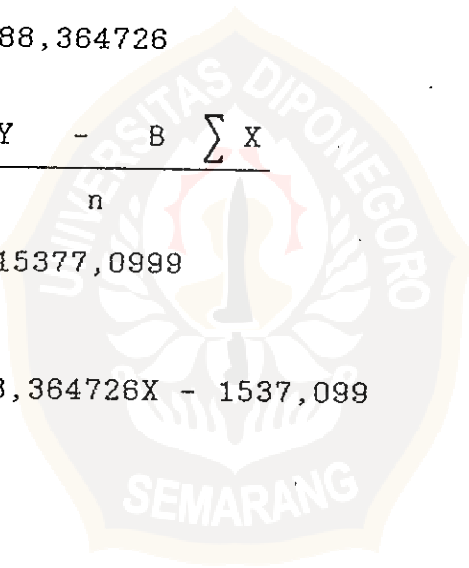 88,364726
Y - B ∑ X
n
15377,0999
8,364726X - 1537,099
UNIVERSITAS DIPONEGORO
SEMARANG